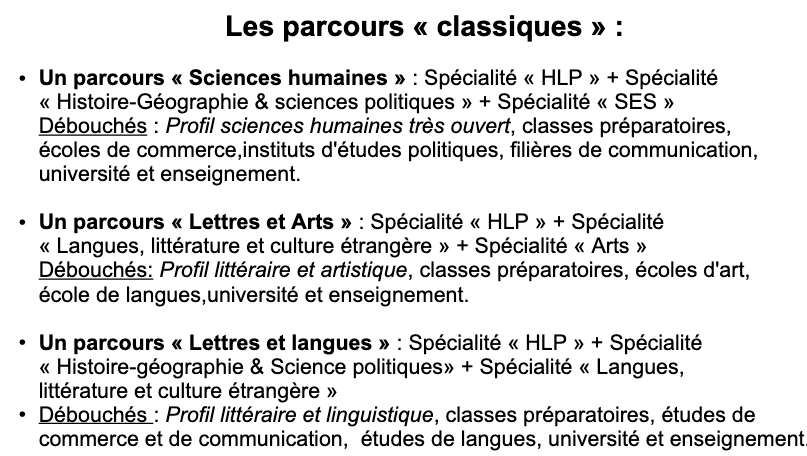 Les parcours « classiques » :
• Un parcours « Sciences humaines » : Spécialité « HLP » + Spécialité
« Histoire-Géographie & sciences politiques » + Spécialité « SES »
Débouchés : Profil sciences humaines très ouvert, classes préparatoires,
écoles de commerce,instituts d'études politiques, filières de communication,
université et enseignement.
• Un parcours « Lettres et Arts » : Spécialité « HLP » + Spécialité
« Langues, littérature et culture étrangère » + Spécialité « Arts »
Débouchés: Profil littéraire et artistique, classes préparatoires, écoles d'art,
école de langues,université et enseignement.
• Un parcours « Lettres et langues » : Spécialité « HLP » + Spécialité
« Histoire-géographie & Science politiques» + Spécialité « Langues,
littérature et culture étrangère »
• Débouchés : Profil littéraire et linguistique, classes préparatoires, études de
commerce et de communication,  études de langues, université et enseignement.